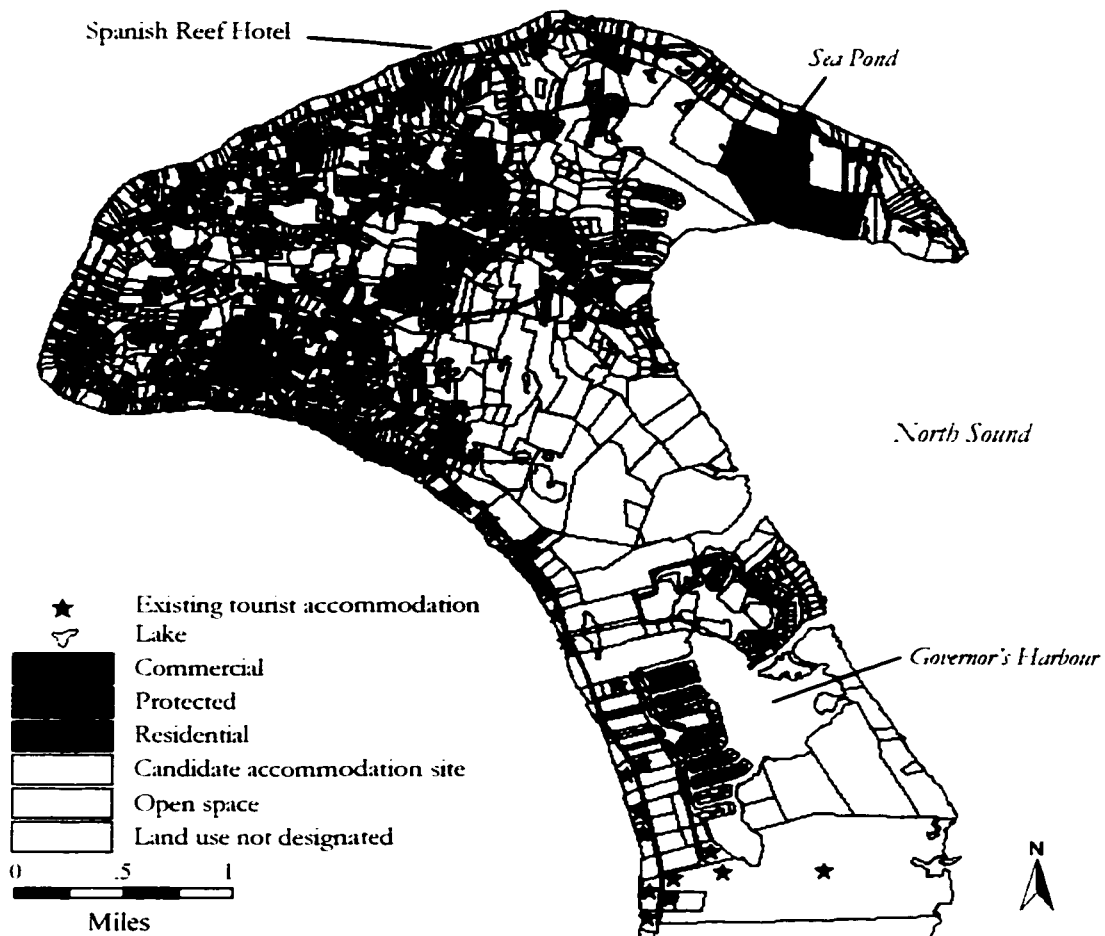 Spanish Reef Hotel
Sea Pond
North Sound
Governor's Harbour
Existing tourist accommodation
Lake
Commercial
Protected
Residential
Candidate accommodation site
Open space
Land use not designated
0 .5 1
Miles
N